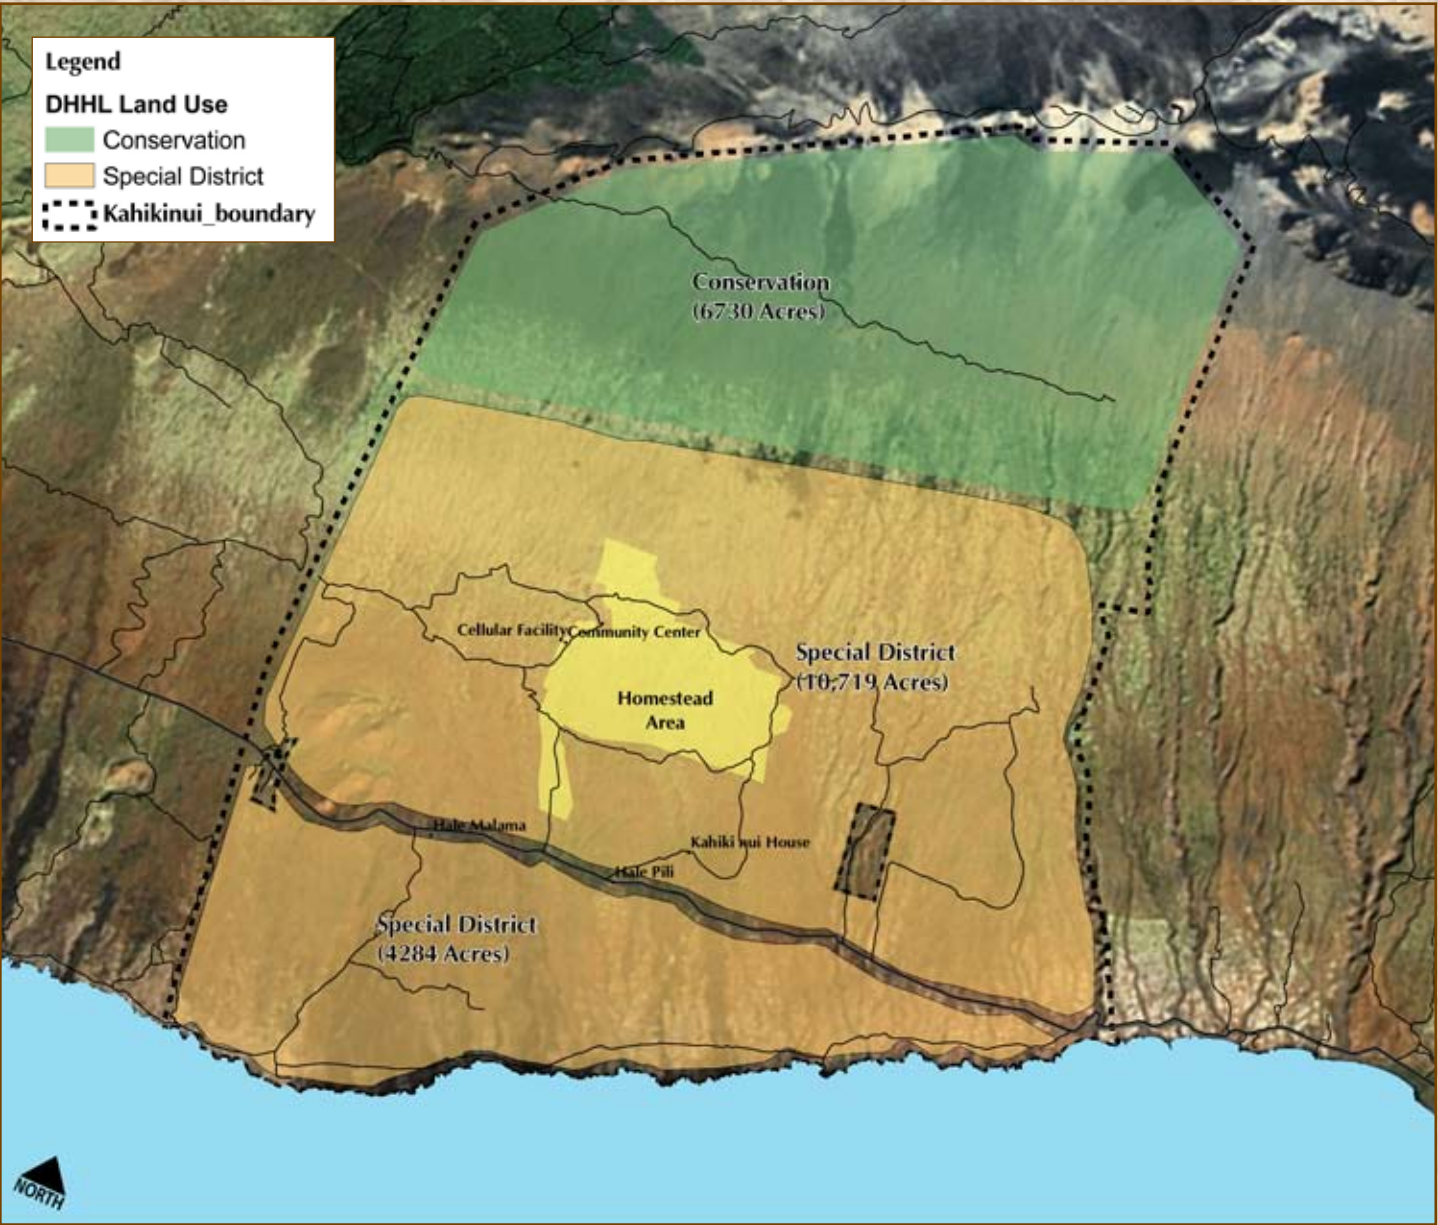 Legend
DHHL Land Use
Conservation
Special District
Kahikinui_boundary
Conservation
(6730 Acres)
Cellular Facility
Community Center
Special District
(10,719 Acres)
Homestead
Area
Hale Malama
Kahiki nui House
Hale Pili
Special District
(4284 Acres)
NORTH